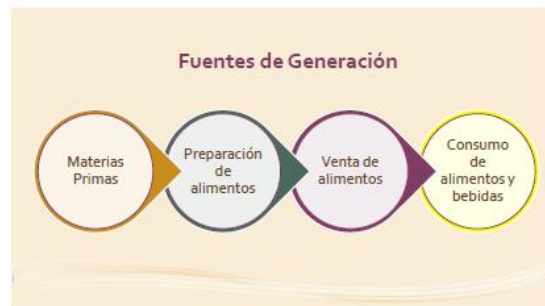 Fuentes de Generación
Materias
Primas
Preparación
de
alimentos
Venta de
alimentos
Consumo
de
alimentos y
bebidas